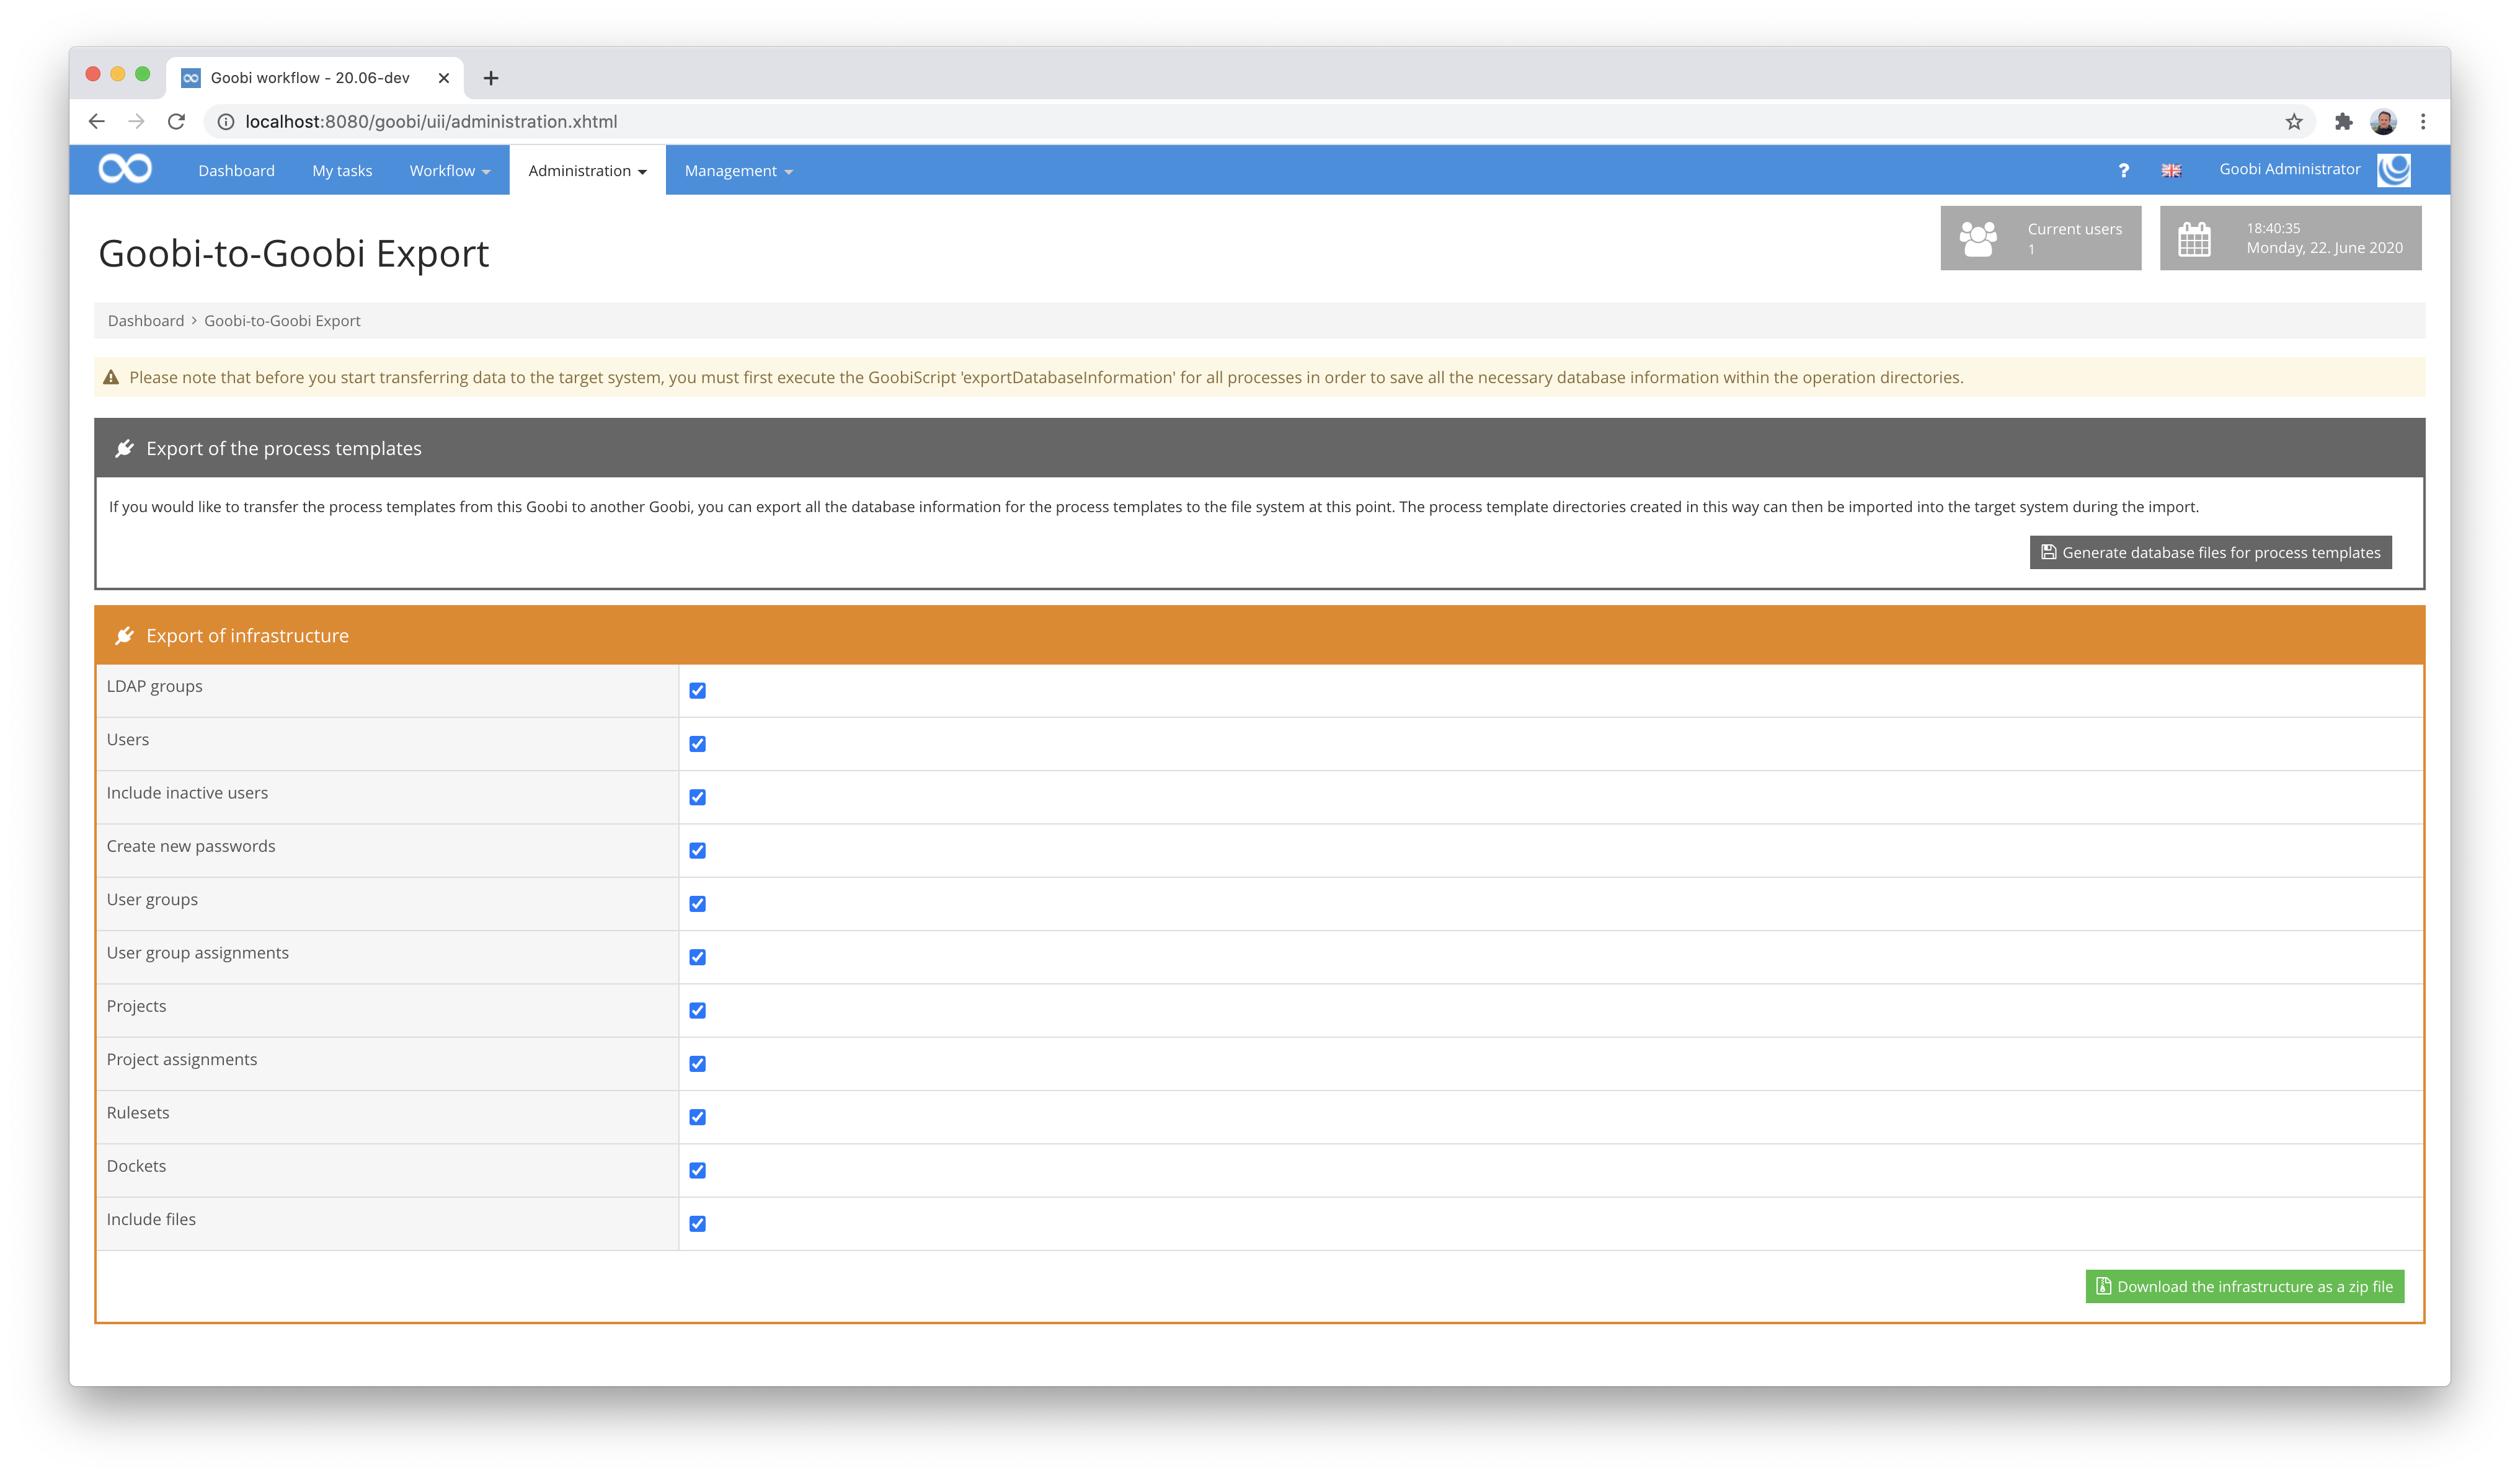 Goobi workflow - 20.06-dev
localhost:8080/goobi/uii/administration.xhtml
Dashboard My tasks Workflow Administration Management ? Goobi Administrator
Goobi-to-Goobi Export
Current users
1
18:40:35
Monday, 22. June 2020
Dashboard > Goobi-to-Goobi Export
Please note that before you start transferring data to the target system, you must first execute the GoobiScript 'exportDatabaseInformation' for all processes in order to save all the necessary database information within the operation directories.
Export of the process templates
If you would like to transfer the process templates from this Goobi to another Goobi, you can export all the database information for the process templates to the file system at this point. The process template directories created in this way can then be imported into the target system during the import.
Generate database files for process templates
Export of infrastructure
LDAP groups
Users
Include inactive users
Create new passwords
User groups
User group assignments
Projects
Project assignments
Rulesets
Dockets
Include files
Download the infrastructure as a zip file